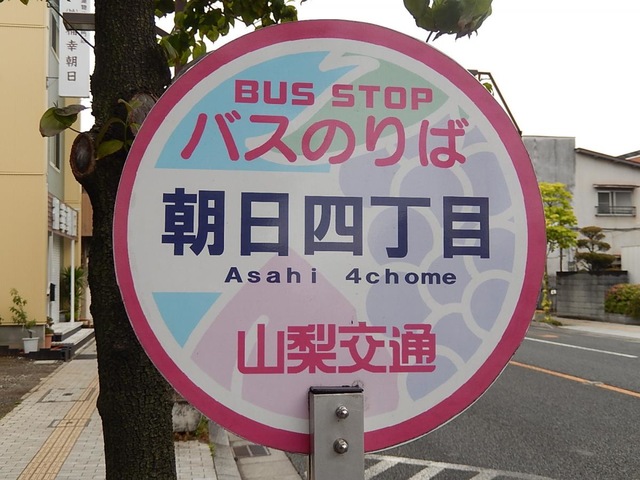 BUS STOP
バスのりば
朝日四丁目
Asahi 4chome
山梨交通
幸朝日